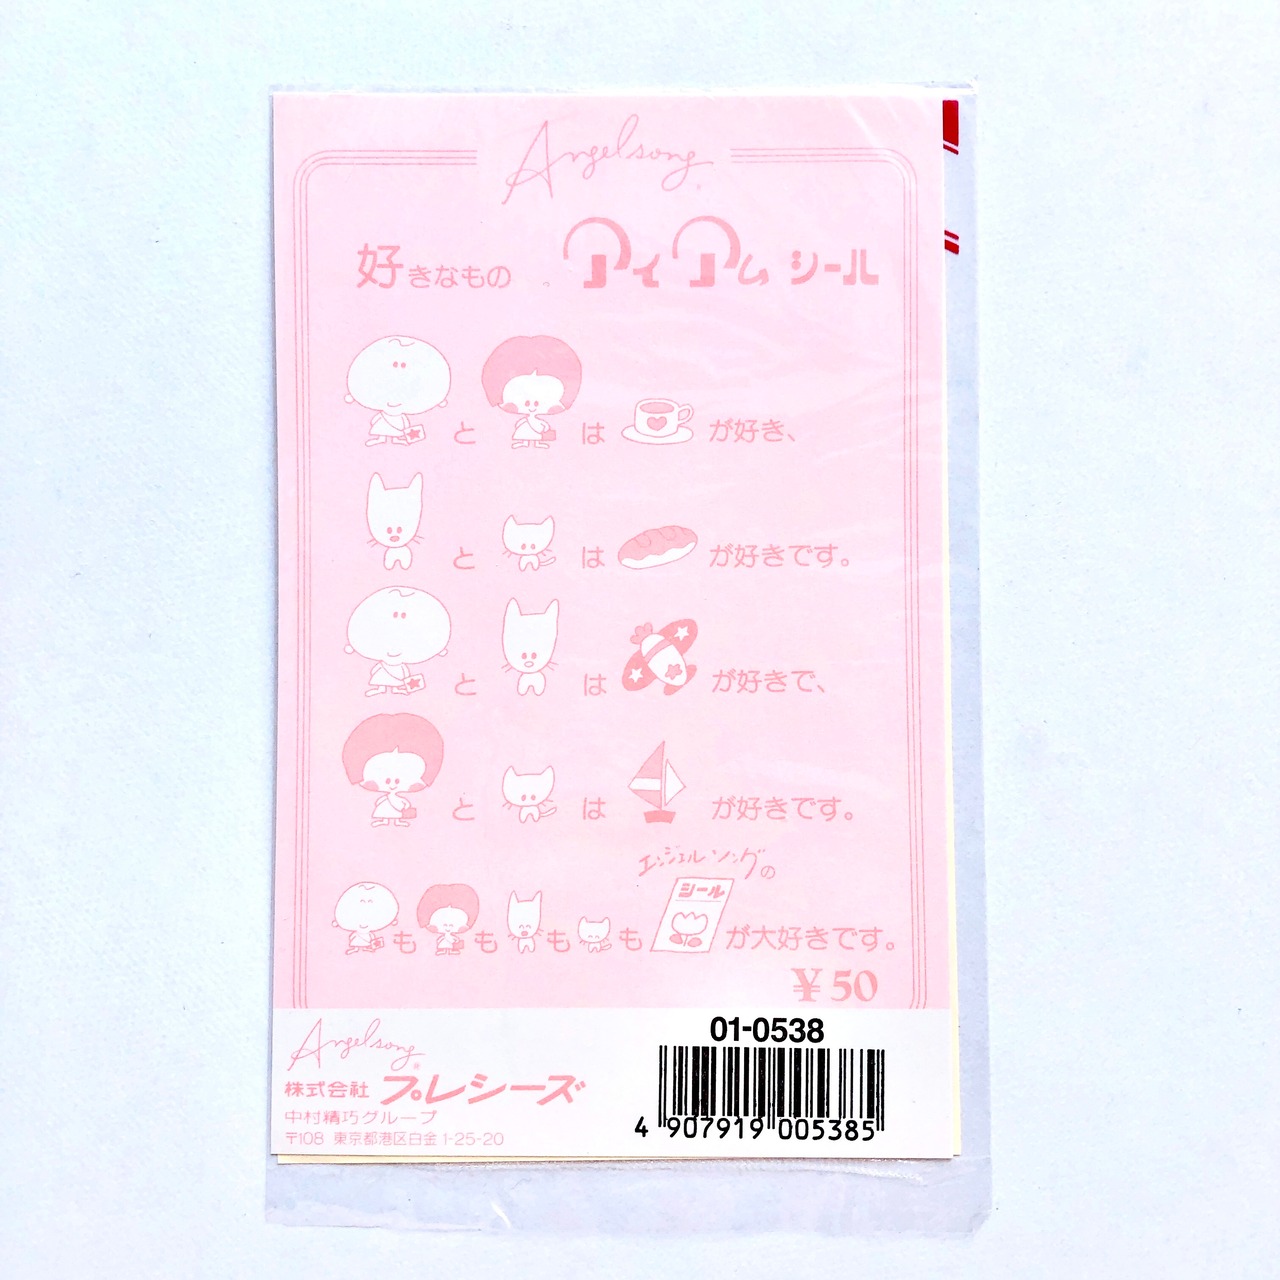 Angelsong
好きなもの 。 アイアム シール
と は が好き、
と は が好きです。
と は が好きで、
と は が好きです。
エンジェルソングの
シール
も も も も が大好きです。
¥50
Angelsong
株式会社 プレシーズ
中村精巧グループ
〒108 東京都港区白金1-25-20
01-0538
4 907919 005385